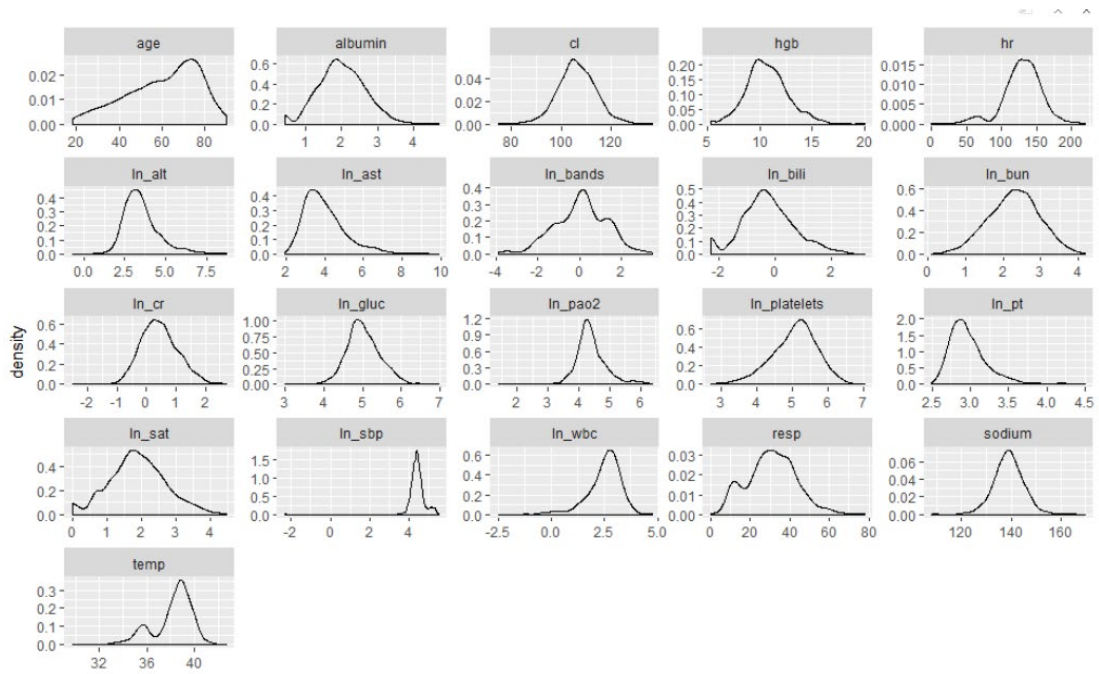 age albumin cl hgb hr
0.02 0.01 0.00 0.6 0.4 0.2 0.0 0.04 0.02 0.00 0.20 0.15 0.10 0.05 0.00 0.015 0.010 0.005 0.000
20 40 60 80 1 2 3 4 80 100 120 5 10 15 20 0 50 100 150 200
ln_alt ln_ast ln_bands ln_bili ln_bun
0.4 0.3 0.2 0.1 0.0 0.4 0.3 0.2 0.1 0.0 0.4 0.3 0.2 0.1 0.0 0.5 0.4 0.3 0.2 0.1 0.0 0.6 0.4 0.2 0.0
0.0 2.5 5.0 7.5 2 4 6 8 10 -4 -2 0 2 -2 0 2 0 1 2 3 4
ln_cr ln_gluc ln_pao2 ln_platelets ln_pt
density
0.6 0.4 0.2 0.0 1.00 0.75 0.50 0.25 0.00 1.2 0.9 0.6 0.3 0.0 0.6 0.4 0.2 0.0 2.0 1.5 1.0 0.5 0.0
-2 -1 0 1 2 3 4 5 6 7 2 3 4 5 6 3 4 5 6 7 2.5 3.0 3.5 4.0 4.5
ln_sat ln_sbp ln_wbc resp sodium
0.4 0.2 0.0 1.5 1.0 0.5 0.0 0.6 0.4 0.2 0.0 0.03 0.02 0.01 0.00 0.06 0.04 0.02 0.00
0 1 2 3 4 -2 0 2 4 -2.5 0.0 2.5 5.0 0 20 40 60 80 120 140 160
temp
0.3 0.2 0.1 0.0
32 36 40